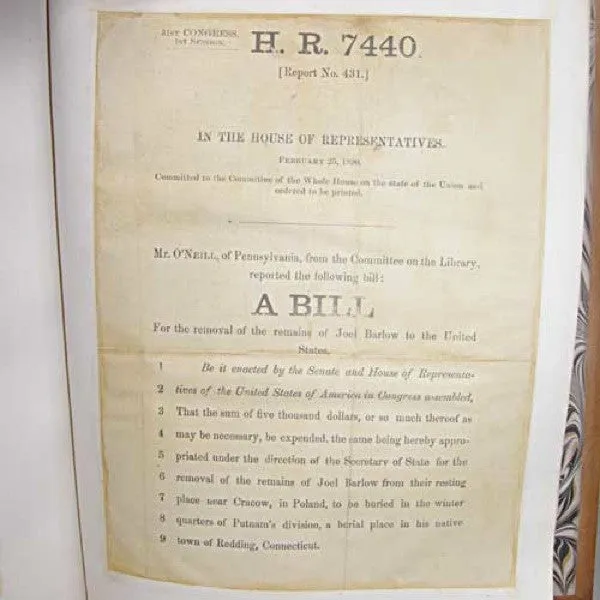 51ST CONGRESS,
1ST SESSION.
H. R. 7440.
[Report No. 431.]
IN THE HOUSE OF REPRESENTATIVES.
FEBRUARY 25, 1890.
Committed to the Committee of the Whole House on the state of the Union and
ordered to be printed.
Mr. O'NEILL, of Pennsylvania, from the Committee on the Library,
reported the following bill:
A BILL
For the removal of the remains of Joel Barlow to the United
States.
1 Be it enacted by the Senate and House of Representa-
2 tives of the United States of America in Congress assembled,
3 That the sum of five thousand dollars, or so much thereof as
4 may be necessary, be expended, the same being hereby appro-
5 priated under the direction of the Secretary of State for the
6 removal of the remains of Joel Barlow from their resting
7 place near Cracow, in Poland, to be buried in the winter
8 quarters of Putnam's division, a burial place in his native
9 town of Redding, Connecticut.